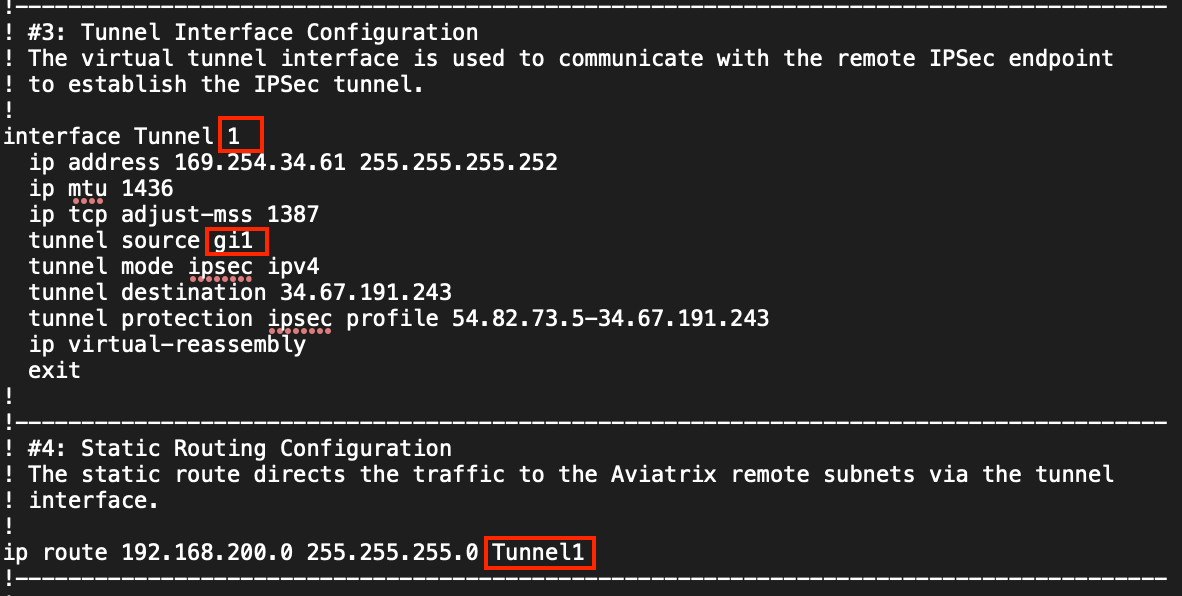 !----------------------------------------------------------------------------------------
! #3: Tunnel Interface Configuration
! The virtual tunnel interface is used to communicate with the remote IPSec endpoint
! to establish the IPSec tunnel.
!
interface Tunnel 1
  ip address 169.254.34.61 255.255.255.252
  ip mtu 1436
  ip tcp adjust-mss 1387
  tunnel source gi1
  tunnel mode ipsec ipv4
  tunnel destination 34.67.191.243
  tunnel protection ipsec profile 54.82.73.5-34.67.191.243
  ip virtual-reassembly
  exit
!
!----------------------------------------------------------------------------------------
! #4: Static Routing Configuration
! The static route directs the traffic to the Aviatrix remote subnets via the tunnel
! interface.
!
ip route 192.168.200.0 255.255.255.0 Tunnel1
!----------------------------------------------------------------------------------------